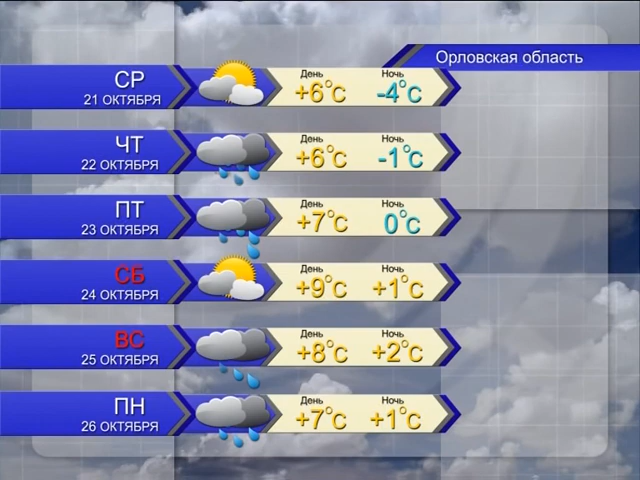 Орловская область
СР
21 ОКТЯБРЯ
День Ночь
+6°C -4°C
ЧТ
22 ОКТЯБРЯ
День Ночь
+6°C -1°C
ПТ
23 ОКТЯБРЯ
День Ночь
+7°C 0°C
СБ
24 ОКТЯБРЯ
День Ночь
+9°C +1°C
ВС
25 ОКТЯБРЯ
День Ночь
+8°C +2°C
ПН
26 ОКТЯБРЯ
День Ночь
+7°C +1°C